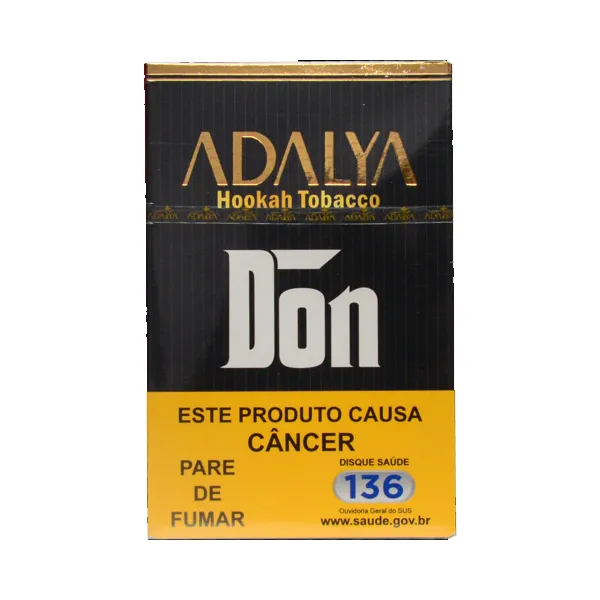 ADALYA
Hookah Tobacco
Don
ESTE PRODUTO CAUSA
CÂNCER
PARE
DE
FUMAR
DISQUE SAÚDE
136
Ouvidoria Geral do SUS
www.saude.gov.br